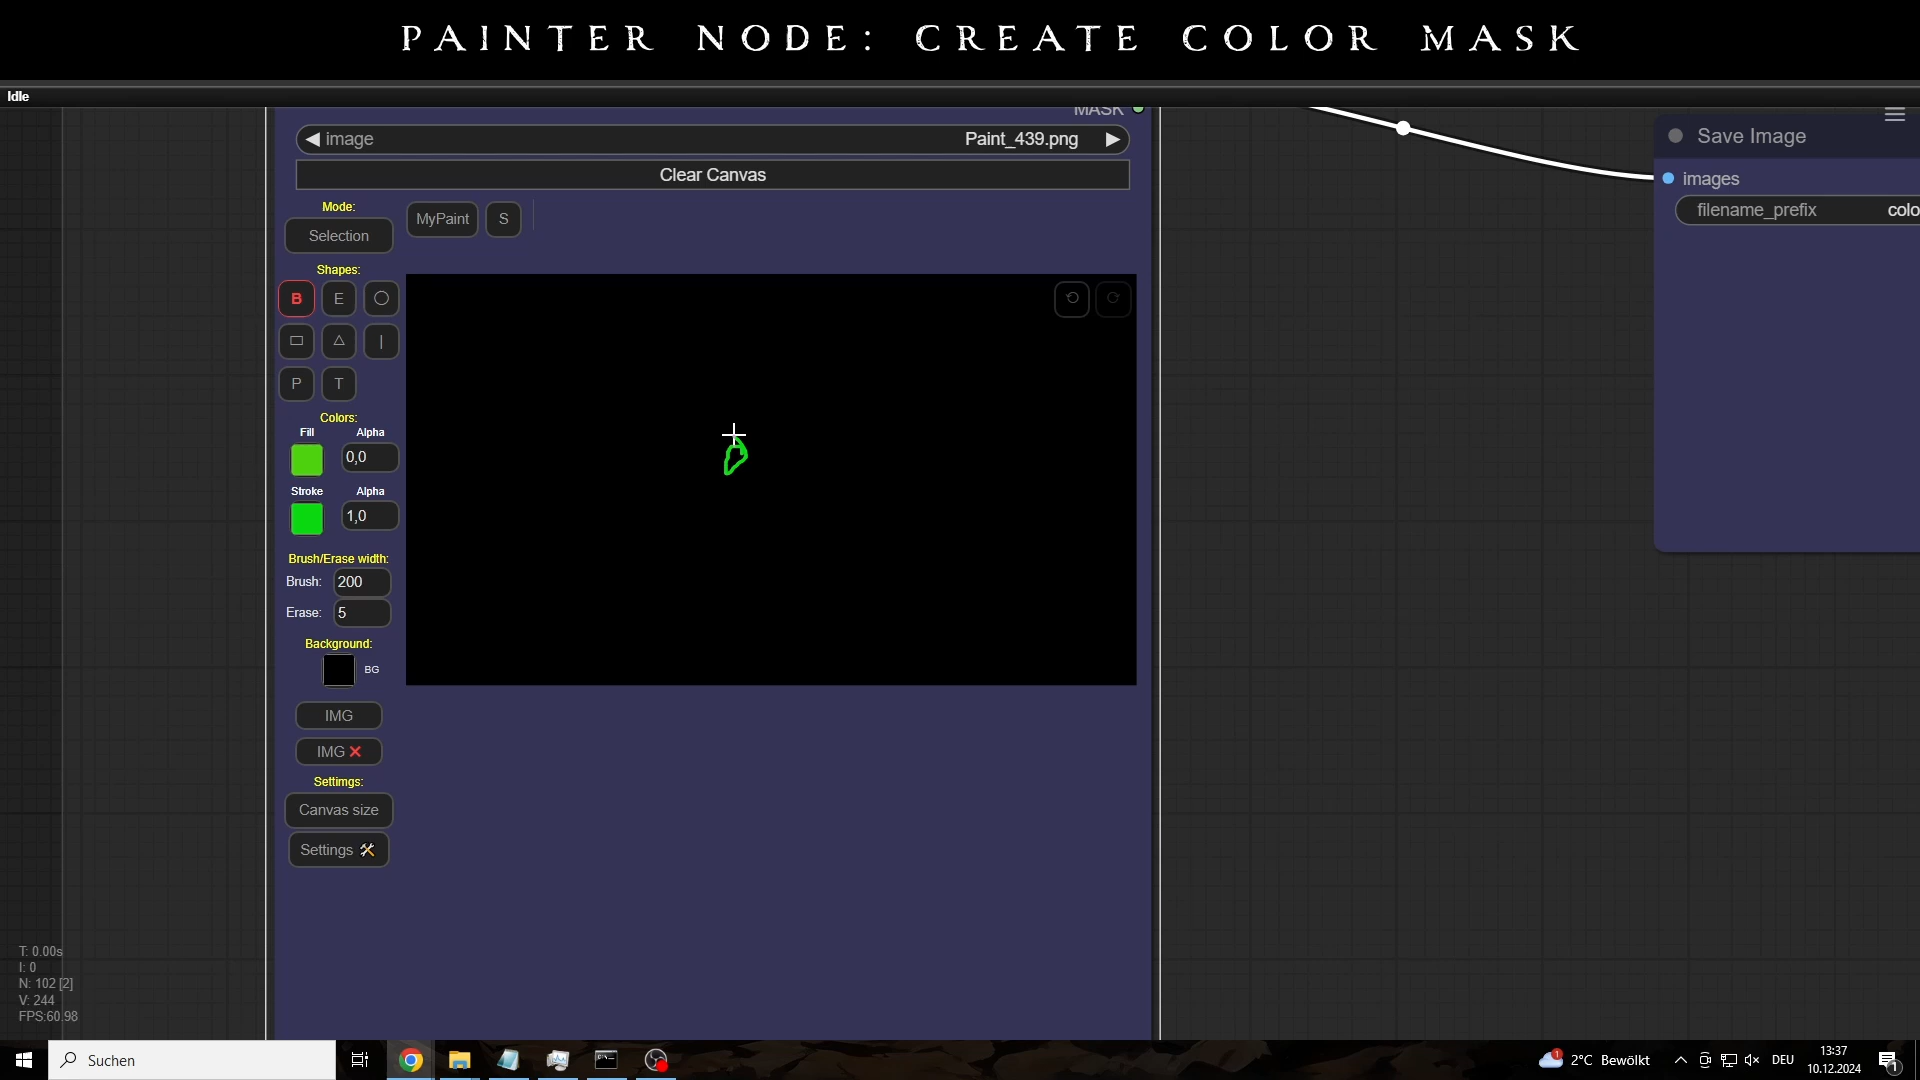 PAINTER NODE: CREATE COLOR MASK
Idle
MASK
image Paint_439.png
Clear Canvas
Mode:
Selection
MyPaint S
Shapes:
B E
P T
Colors:
Fill Alpha
0,0
Stroke Alpha
1,0
Brush/Erase width:
Brush: 200
Erase: 5
Background:
BG
IMG
IMG
Settimgs:
Canvas size
Settings
Save Image
images
filename_prefix colo
T: 0.00s
I: 0
N: 102 [2]
V: 244
FPS:60.98
Suchen
1
2°C Bewölkt
DEU
13:37
10.12.2024
1